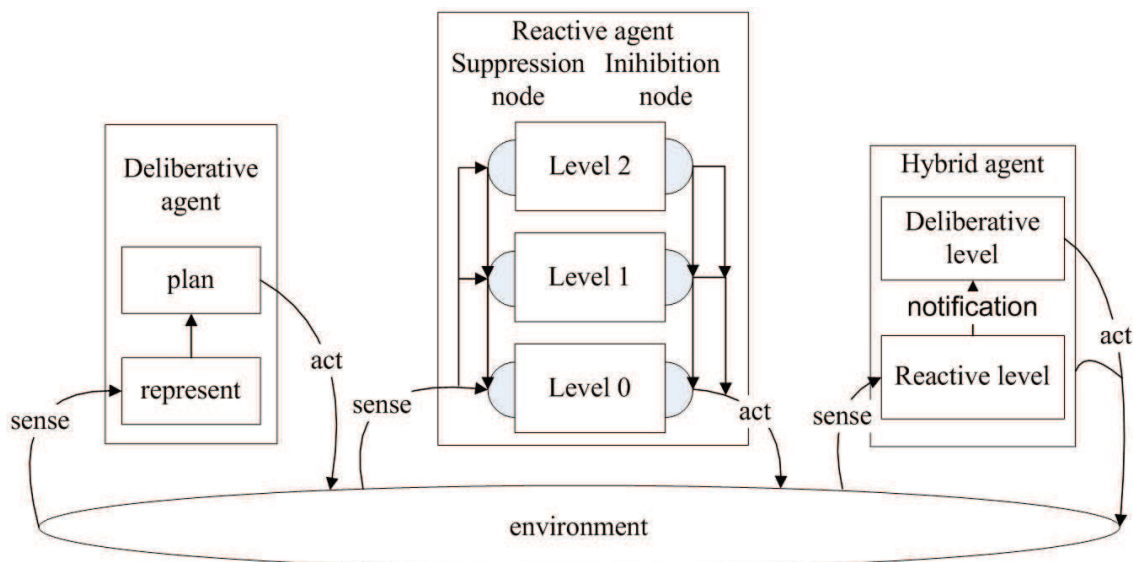 Deliberative
agent
plan
represent
sense
act
Reactive agent
Suppression
node
Inihibition
node
Level 2
Level 1
Level 0
sense
act
Hybrid agent
Deliberative
level
notification
Reactive level
sense
act
environment